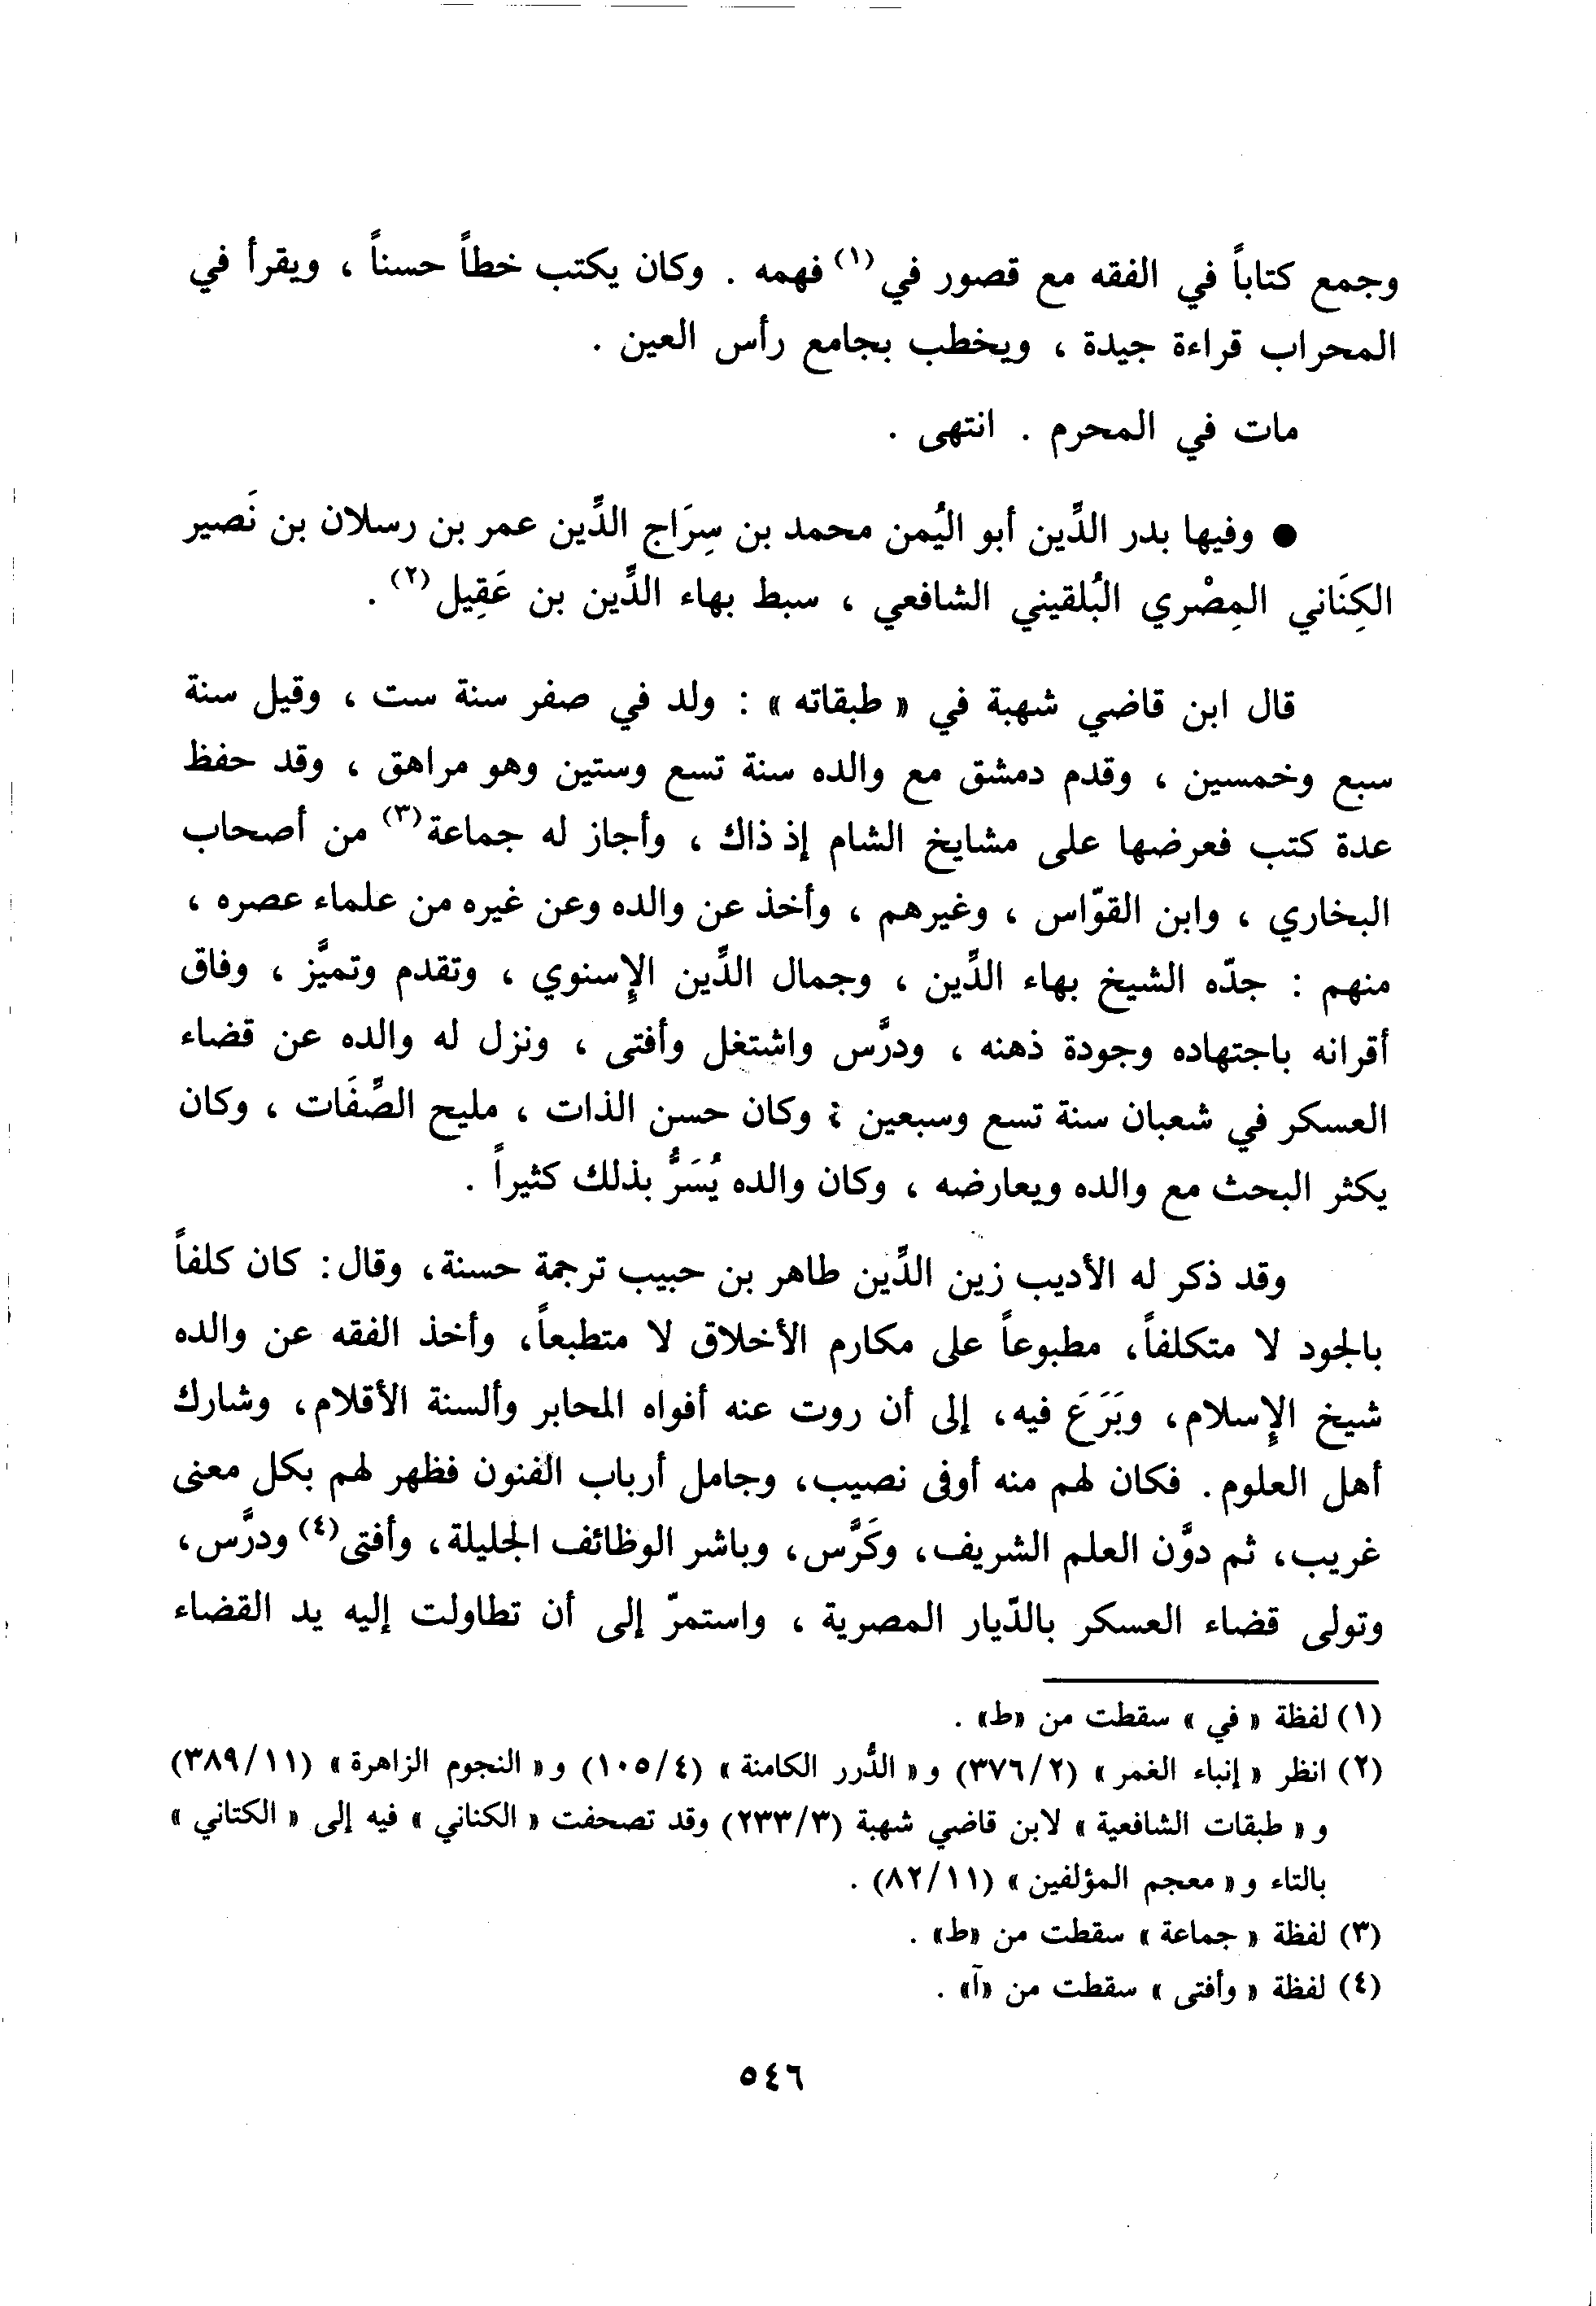 وجمع كتاباً في الفقه مع قصور في (١) فهمه . وكان يكتب خطاً حسناً ، ويقرأ في
المحراب قراءة جيدة ، ويخطب بجامع رأس العين .
مات في المحرم . انتهى .
● وفيها بدر الدِّين أبو اليُمن محمد بن سِرَاج الدِّين عمر بن رسلان بن نَصير
الكِنَاني المِصْري البُلقيني الشافعي ، سبط بهاء الدِّين بن عَقِيل (٢) .
قال ابن قاضي شهبة في « طبقاته » : ولد في صفر سنة ست ، وقيل سنة
سبع وخمسين ، وقدم دمشق مع والده سنة تسع وستين وهو مراهق ، وقد حفظ
عدة كتب فعرضها على مشايخ الشام إذ ذاك ، وأجاز له جماعة (٣) من أصحاب
البخاري ، وابن القوّاس ، وغيرهم ، وأخذ عن والده وعن غيره من علماء عصره ،
منهم : جدّه الشيخ بهاء الدِّين ، وجمال الدِّين الإسنوي ، وتقدم وتميَّز ، وفاق
أقرانه باجتهاده وجودة ذهنه ، ودرَّس واشتغل وأفتى ، ونزل له والده عن قضاء
العسكر في شعبان سنة تسع وسبعين ، وكان حسن الذات ، مليح الصِّفَات ، وكان
يكثر البحث مع والده ويعارضه ، وكان والده يُسَرُّ بذلك كثيراً .
وقد ذكر له الأديب زين الدِّين طاهر بن حبيب ترجمة حسنة، وقال: كان كلفاً
بالجود لا متكلفاً، مطبوعاً على مكارم الأخلاق لا متطبعاً، وأخذ الفقه عن والده
شيخ الإسلام، وبَرَعَ فيه، إلى أن روت عنه أفواه المحابر وألسنة الأقلام، وشارك
أهل العلوم. فكان لهم منه أوفى نصيب، وجامل أرباب الفنون فظهر لهم بكل معنى
غريب، ثم دوَّن العلم الشريف، وكَرَّس، وباشر الوظائف الجليلة، وأفتى (٤) ودرَّس،
وتولى قضاء العسكر بالدّيار المصرية ، واستمرّ إلى أن تطاولت إليه يد القضاء
(١) لفظة « في » سقطت من «ط» .
(٢) انظر « إنباء الغمر » (٣٧٦/٢) و « الدُّرر الكامنة » (١٠٥/٤) و « النجوم الزاهرة » (٣٨٩/١١)
و « طبقات الشافعية » لابن قاضي شهبة (٢٣٣/٣) وقد تصحفت « الكناني » فيه إلى « الكتاني »
بالتاء و « معجم المؤلفين » (٨٢/١١) .
(٣) لفظة « جماعة » سقطت من «ط» .
(٤) لفظة « وأفتى » سقطت من «آ» .
٥٤٦